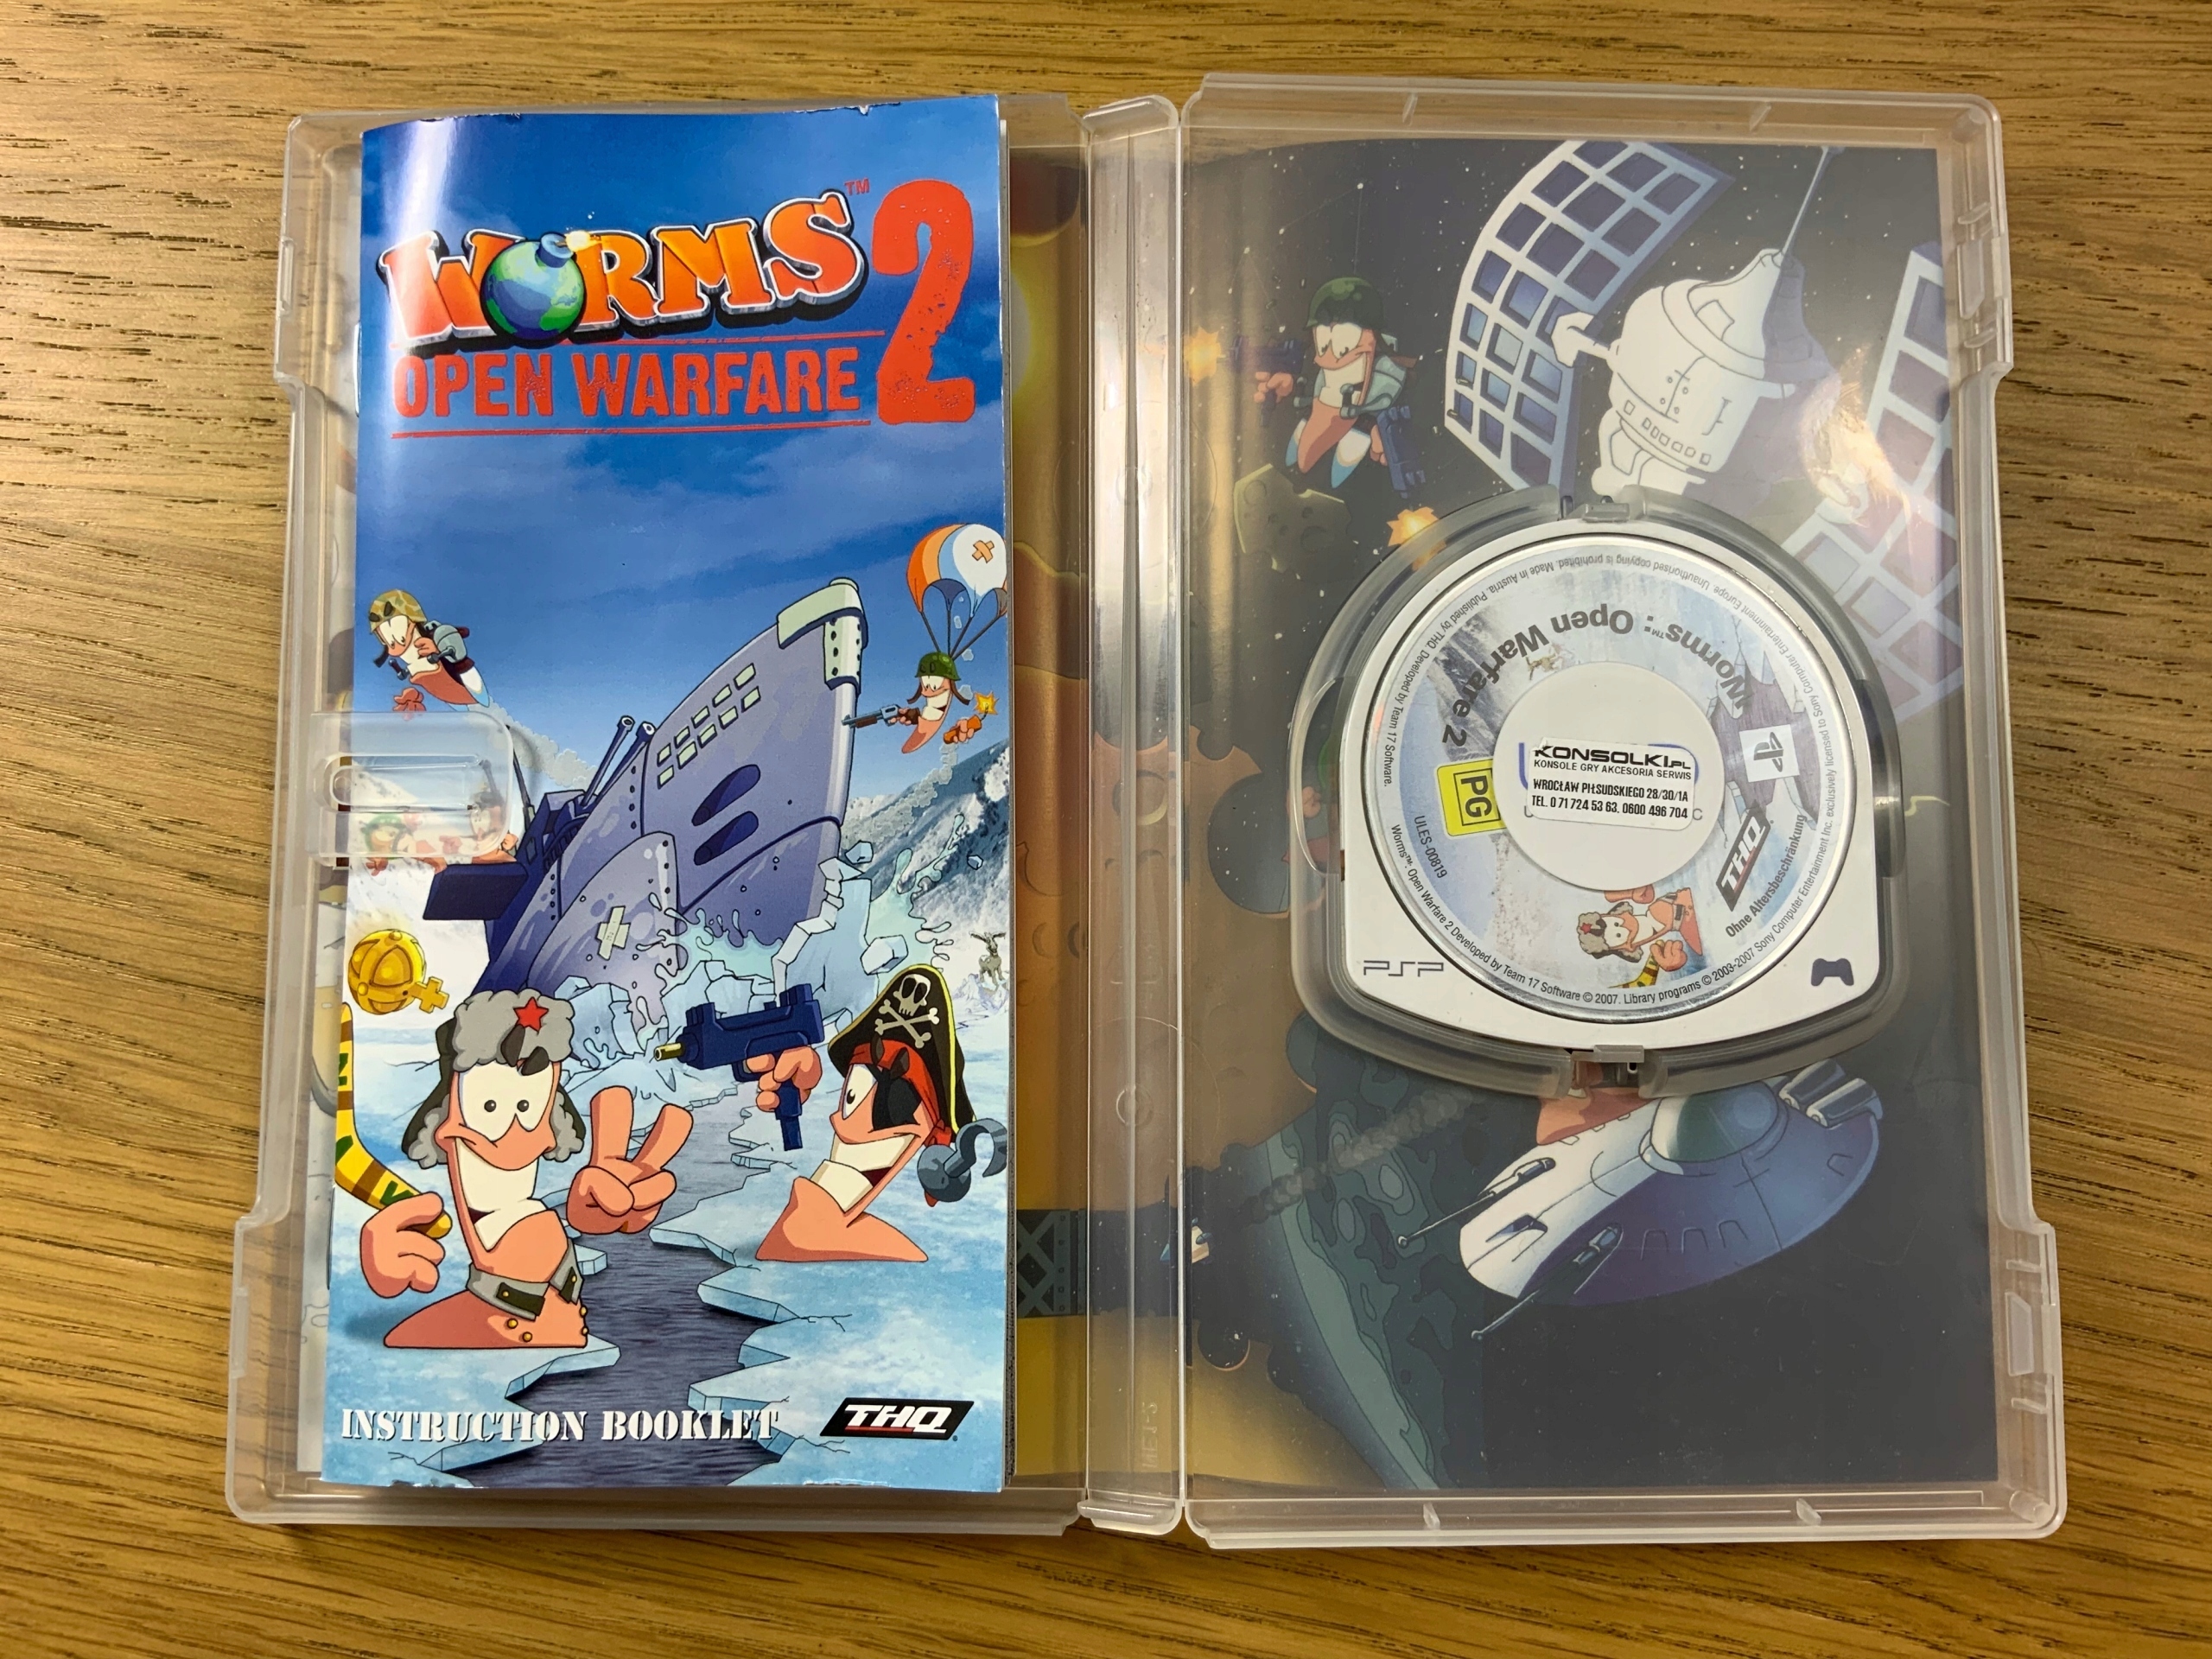 WORMS™ 2
OPEN WARFARE
INSTRUCTION BOOKLET
THQ
Worms™: Open Warfare 2
Unauthorised copying is prohibited. Made in Austria. Published by THQ. Developed by Team 17 Software.
KONSOLKI.PL
KONSOLE GRY AKCESORIA SERWIS
WROCŁAW PIŁSUDSKIEGO 28/30/1A
TEL. 0 71 724 53 63. 0600 496 704
PG
ULES-00819
THQ
Ohne Altersbeschränkung
Worms™: Open Warfare 2 Developed by Team 17 Software © 2007. Library programs © 2003-2007 Sony Computer Entertainment Inc. exclusively licensed to Sony Computer Entertainment Europe.
PSP